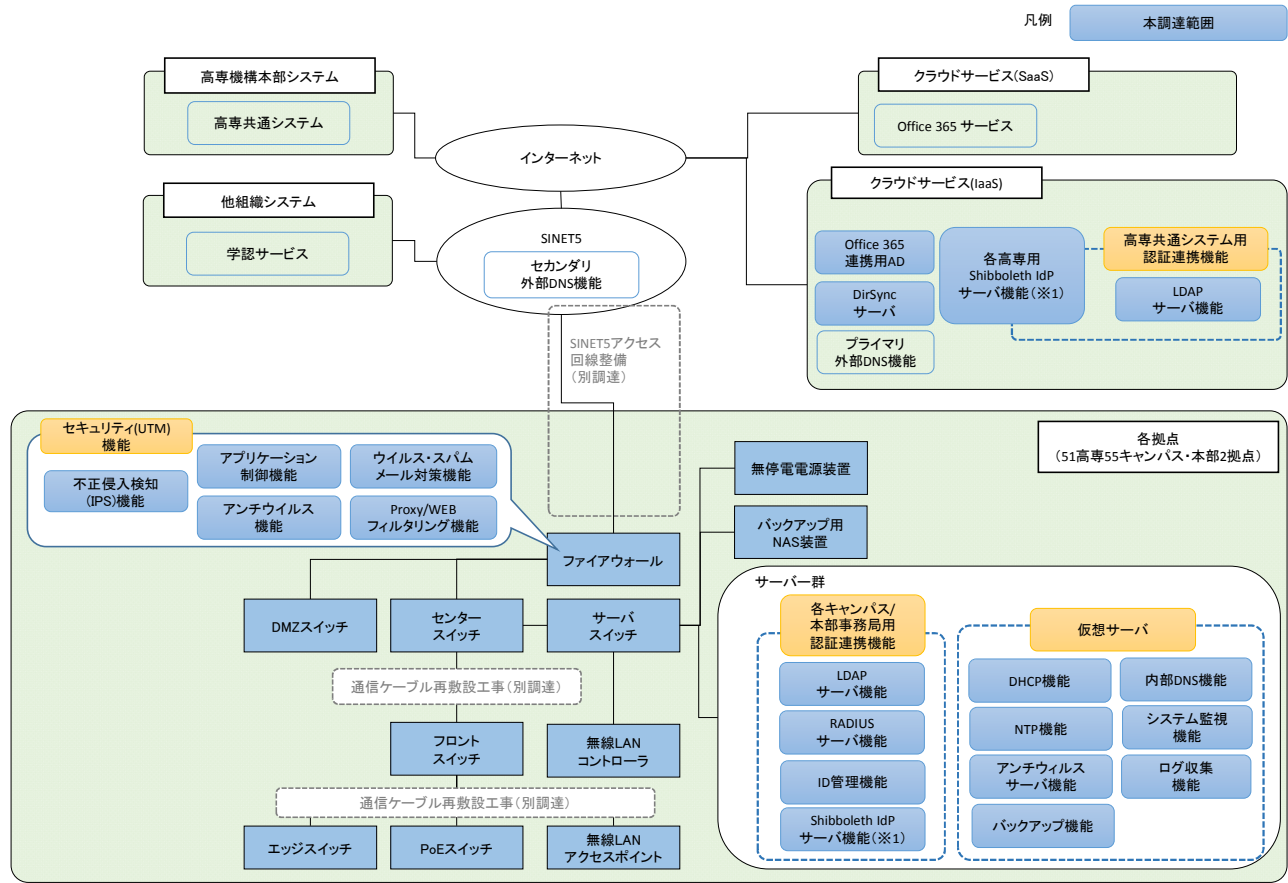 凡例
本調達範囲
高専機構本部システム
高専共通システム
他組織システム
学認サービス
インターネット
SINET5
セカンダリ
外部DNS機能
クラウドサービス(SaaS)
Office 365 サービス
クラウドサービス(IaaS)
Office 365
連携用AD
DirSync
サーバ
プライマリ
外部DNS機能
各高専用
Shibboleth IdP
サーバ機能(※1)
高専共通システム用
認証連携機能
LDAP
サーバ機能
SINET5アクセス
回線整備
(別調達)
各拠点
(51高専55キャンパス・本部2拠点)
セキュリティ(UTM)
機能
不正侵入検知
(IPS)機能
アプリケーション
制御機能
アンチウイルス
機能
ウイルス・スパム
メール対策機能
Proxy/WEB
フィルタリング機能
無停電電源装置
バックアップ用
NAS装置
ファイアウォール
DMZスイッチ
センター
スイッチ
サーバ
スイッチ
通信ケーブル再敷設工事(別調達)
フロント
スイッチ
無線LAN
コントローラ
通信ケーブル再敷設工事(別調達)
エッジスイッチ
PoEスイッチ
無線LAN
アクセスポイント
サーバー群
各キャンパス/
本部事務局用
認証連携機能
LDAP
サーバ機能
RADIUS
サーバ機能
ID管理機能
Shibboleth IdP
サーバ機能(※1)
仮想サーバ
DHCP機能
内部DNS機能
NTP機能
システム監視
機能
アンチウィルス
サーバ機能
ログ収集
機能
バックアップ機能